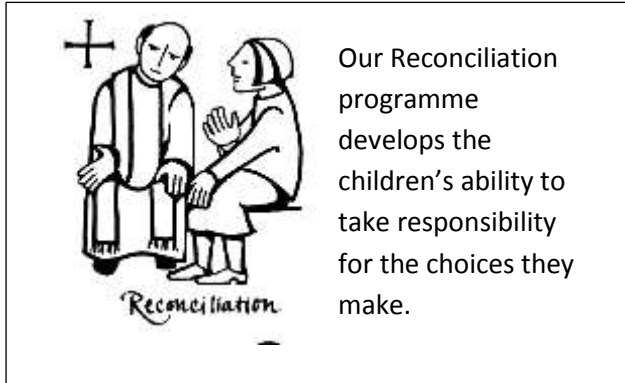 Our Reconciliation
programme
develops the
children’s ability to
take responsibility
for the choices they
make.
Reconciliation